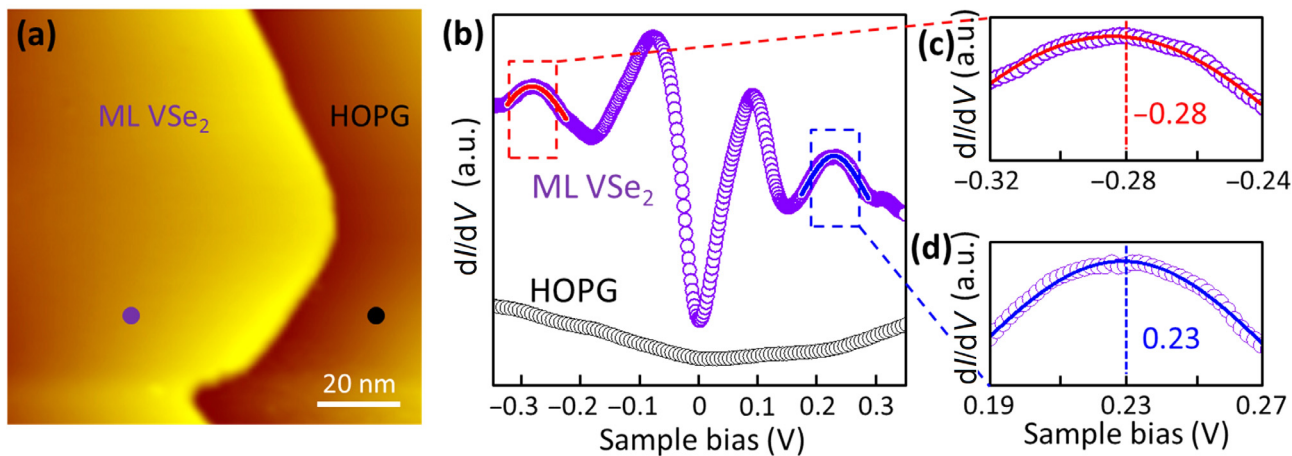 (a)
ML VSe₂
HOPG
20 nm
(b)
dI/dV (a.u.)
ML VSe₂
HOPG
−0.3 −0.2 −0.1 0 0.1 0.2 0.3
Sample bias (V)
(c)
dI/dV (a.u.)
−0.28
−0.32 −0.28 −0.24
(d)
dI/dV (a.u.)
0.23
0.19 0.23 0.27
Sample bias (V)